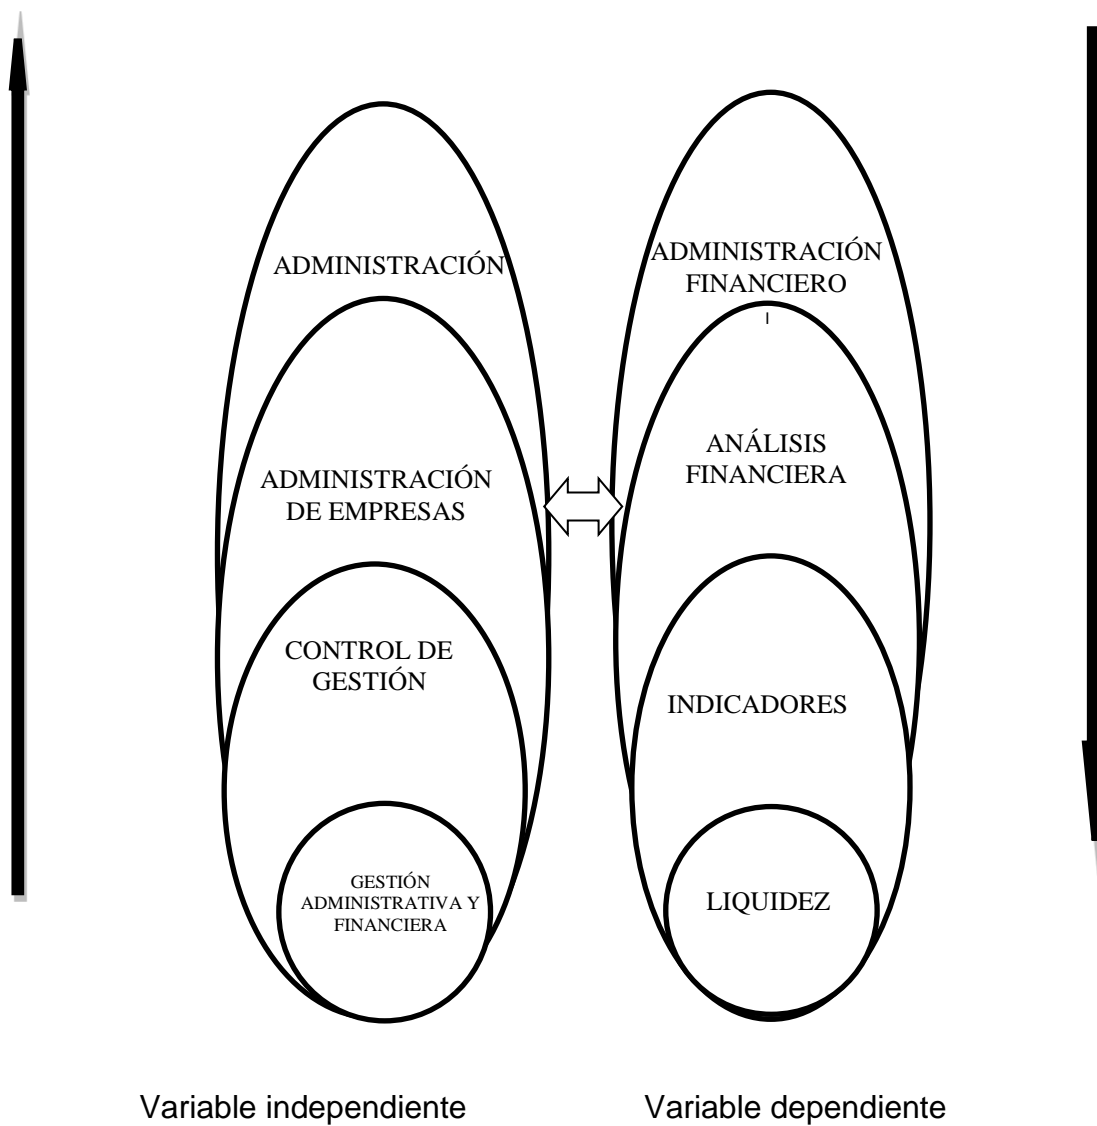 ADMINISTRACIÓN
ADMINISTRACIÓN
DE EMPRESAS
CONTROL DE
GESTIÓN
GESTIÓN
ADMINISTRATIVA Y
FINANCIERA
Variable independiente
ADMINISTRACIÓN
FINANCIERO
ANÁLISIS
FINANCIERA
INDICADORES
LIQUIDEZ
Variable dependiente